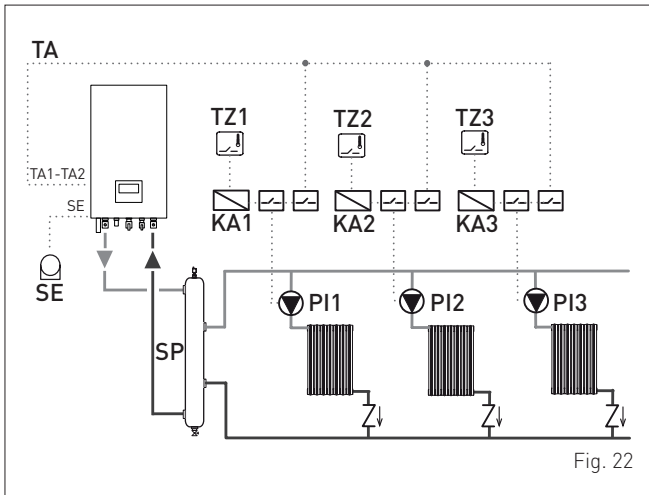 TA
TZ1 TZ2 TZ3
TA1-TA2
KA1 KA2 KA3
SE
SE
PI1 PI2 PI3
SP
Fig. 22